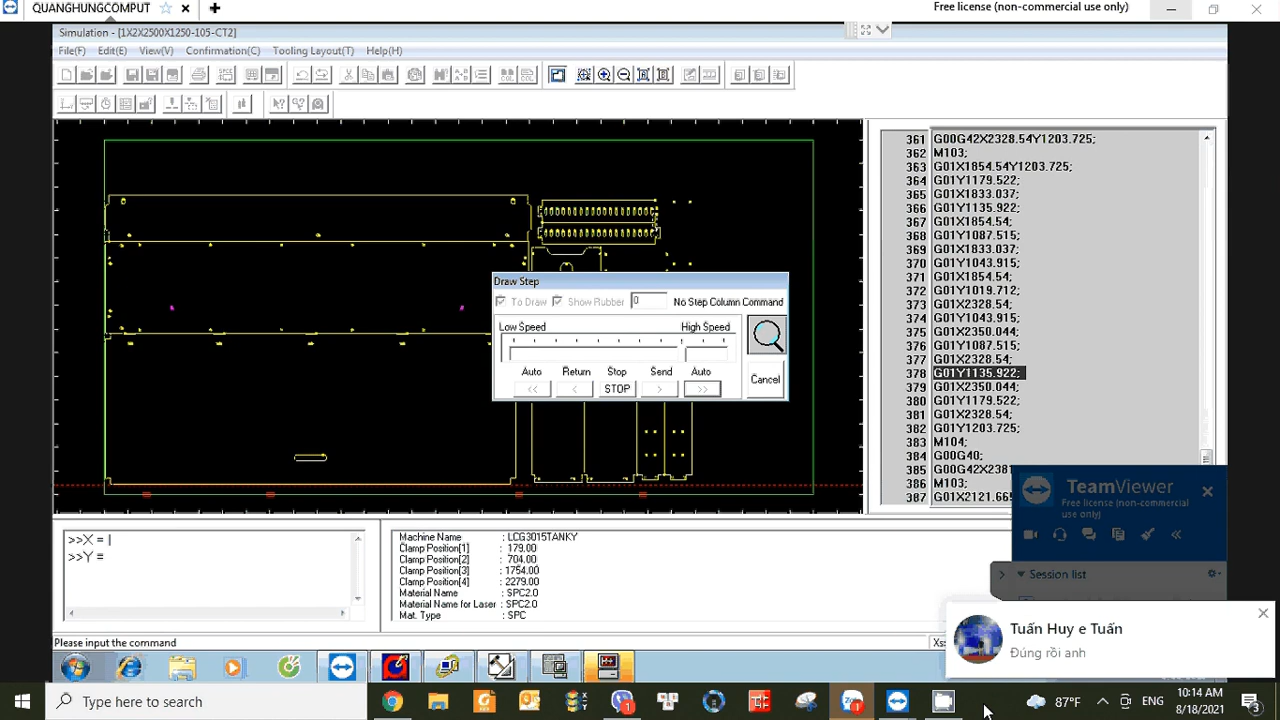 QUANGHUNGCOMPUT
Free license (non-commercial use only)
Simulation - [1X2X2500X1250-105-CT2]
File(F) Edit(E) View(V) Confirmation(C) Tooling Layout(T) Help(H)
361 G00G42X2328.54Y1203.725;
362 M103;
363 G01X1854.54Y1203.725;
364 G01Y1179.522;
365 G01X1833.037;
366 G01Y1135.922;
367 G01X1854.54;
368 G01Y1087.515;
369 G01X1833.037;
370 G01Y1043.915;
371 G01X1854.54;
372 G01Y1019.712;
373 G01X2328.54;
374 G01Y1043.915;
375 G01X2350.044;
376 G01Y1087.515;
377 G01X2328.54;
378 G01Y1135.922;
379 G01X2350.044;
380 G01Y1179.522;
381 G01X2328.54;
382 G01Y1203.725;
383 M104;
384 G00G40;
385 G00G42X2381
386 M103;
387 G01X2121.665
Draw Step
To Draw Show Rubber 0 No Step Column Command
Low Speed High Speed
Auto Return Stop Send Auto
<< < STOP > >>
Cancel
TeamViewer
Free license (non-commercial
use only)
Session list
>>X =
>>Y =
Machine Name : LCG3015TANKY
Clamp Position[1] : 179.00
Clamp Position[2] : 704.00
Clamp Position[3] : 1754.00
Clamp Position[4] : 2279.00
Material Name : SPC2.0
Material Name for Laser : SPC2.0
Mat. Type : SPC
Please input the command
Tuấn Huy e Tuấn
Đúng rồi anh
Type here to search
87°F
ENG
10:14 AM
8/18/2021